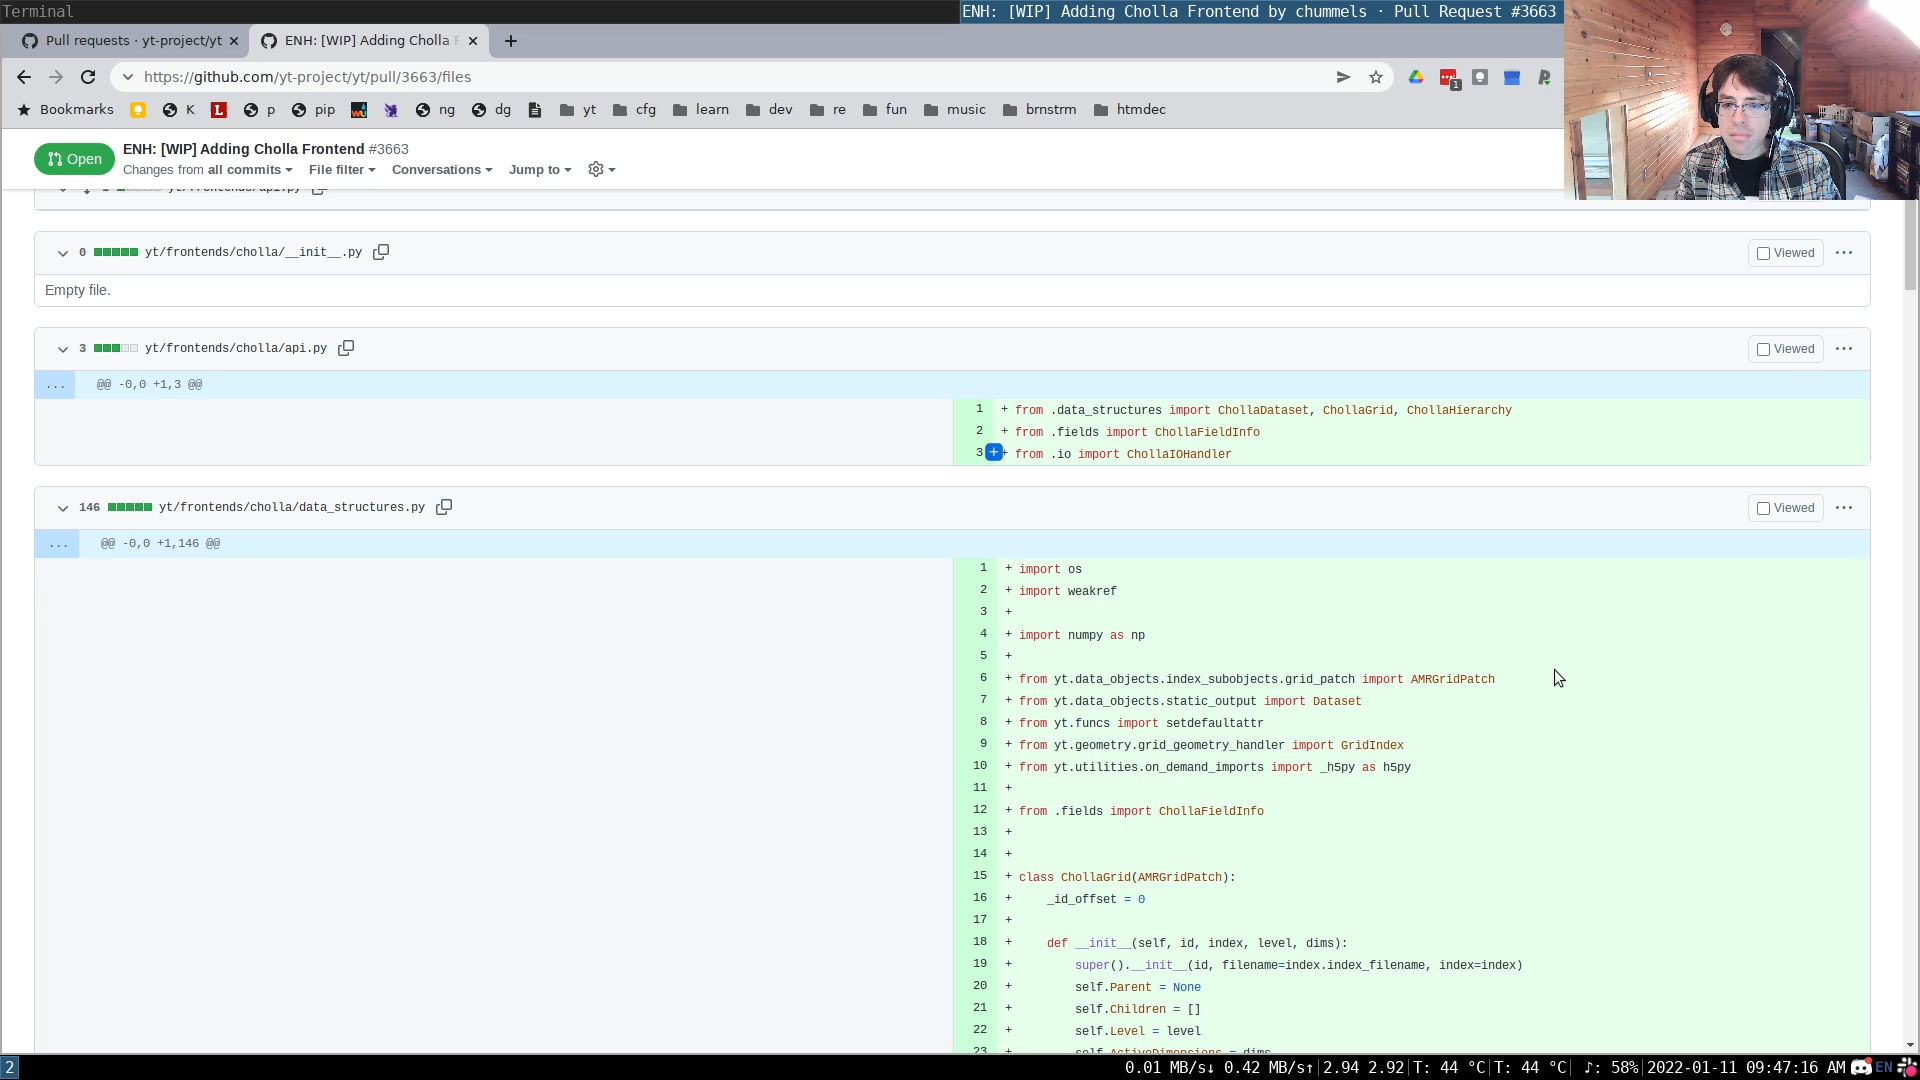 Terminal
ENH: [WIP] Adding Cholla Frontend by chummels · Pull Request #3663
Pull requests · yt-project/yt
ENH: [WIP] Adding Cholla F
https://github.com/yt-project/yt/pull/3663/files
1
Bookmarks K L p pip ng dg yt cfg learn dev re fun music brnstrm htmdec
Open
ENH: [WIP] Adding Cholla Frontend #3663
Changes from all commits File filter Conversations Jump to
1 yt/frontends/api.py
0 yt/frontends/cholla/__init__.py
Viewed
Empty file.
3 yt/frontends/cholla/api.py
Viewed
... @@ -0,0 +1,3 @@
1 + from .data_structures import ChollaDataset, ChollaGrid, ChollaHierarchy
2 + from .fields import ChollaFieldInfo
3 + from .io import ChollaIOHandler
146 yt/frontends/cholla/data_structures.py
Viewed
... @@ -0,0 +1,146 @@
1 + import os
2 + import weakref
3 +
4 + import numpy as np
5 +
6 + from yt.data_objects.index_subobjects.grid_patch import AMRGridPatch
7 + from yt.data_objects.static_output import Dataset
8 + from yt.funcs import setdefaultattr
9 + from yt.geometry.grid_geometry_handler import GridIndex
10 + from yt.utilities.on_demand_imports import _h5py as h5py
11 +
12 + from .fields import ChollaFieldInfo
13 +
14 +
15 + class ChollaGrid(AMRGridPatch):
16 + _id_offset = 0
17 +
18 + def __init__(self, id, index, level, dims):
19 + super().__init__(id, filename=index.index_filename, index=index)
20 + self.Parent = None
21 + self.Children = []
22 + self.Level = level
23 + self.ActiveDimensions = dims
2
0.01 MB/s↓ 0.42 MB/s↑ 2.94 2.92 T: 44 °C T: 44 °C ♪: 58% 2022-01-11 09:47:16 AM EN